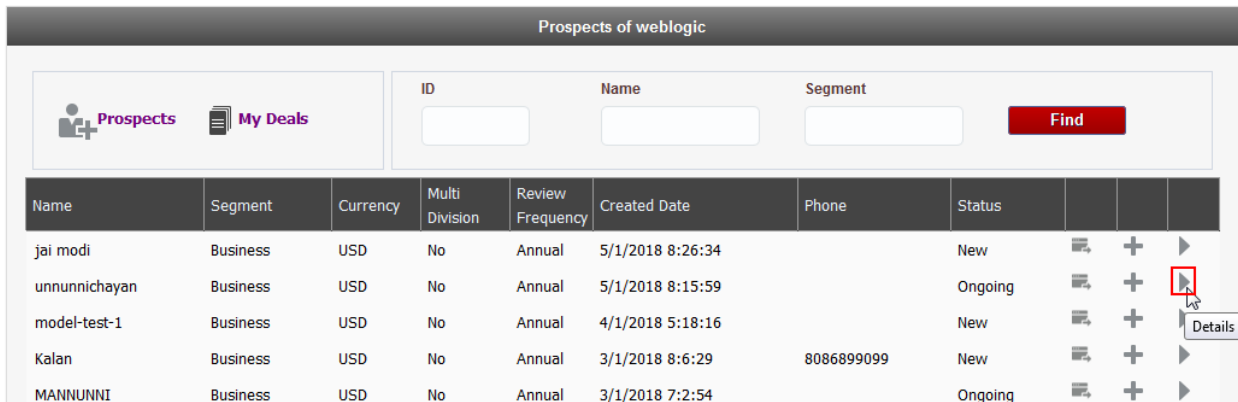 Prospects of weblogic
Prospects My Deals
ID Name Segment
Find
Name Segment Currency Multi Division Review Frequency Created Date Phone Status
jai modi Business USD No Annual 5/1/2018 8:26:34 New
unnunnichayan Business USD No Annual 5/1/2018 8:15:59 Ongoing
model-test-1 Business USD No Annual 4/1/2018 5:18:16 New
Details
Kalan Business USD No Annual 3/1/2018 8:6:29 8086899099 New
MANNUNNI Business USD No Annual 3/1/2018 7:2:54 Ongoing